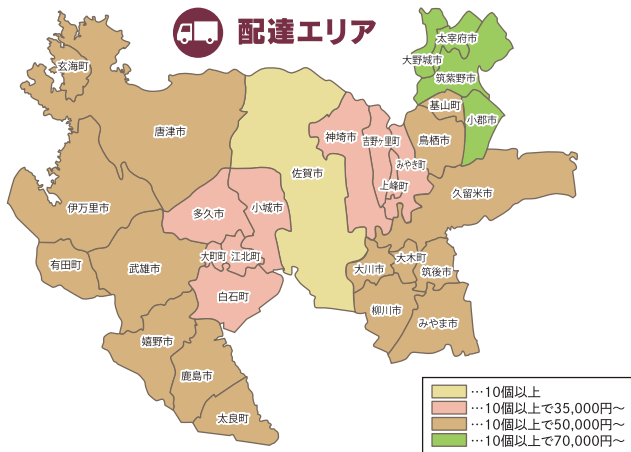 配達エリア
玄海町
太宰府市
大野城市
筑紫野市
基山町
小郡市
唐津市
神埼市
吉野ヶ里町
鳥栖市
みやき町
佐賀市
上峰町
久留米市
伊万里市
多久市
小城市
大町町
江北町
有田町
武雄市
大川市
大木町
筑後市
白石町
柳川市
みやま市
嬉野市
鹿島市
太良町
…10個以上
…10個以上で35,000円～
…10個以上で50,000円～
…10個以上で70,000円～